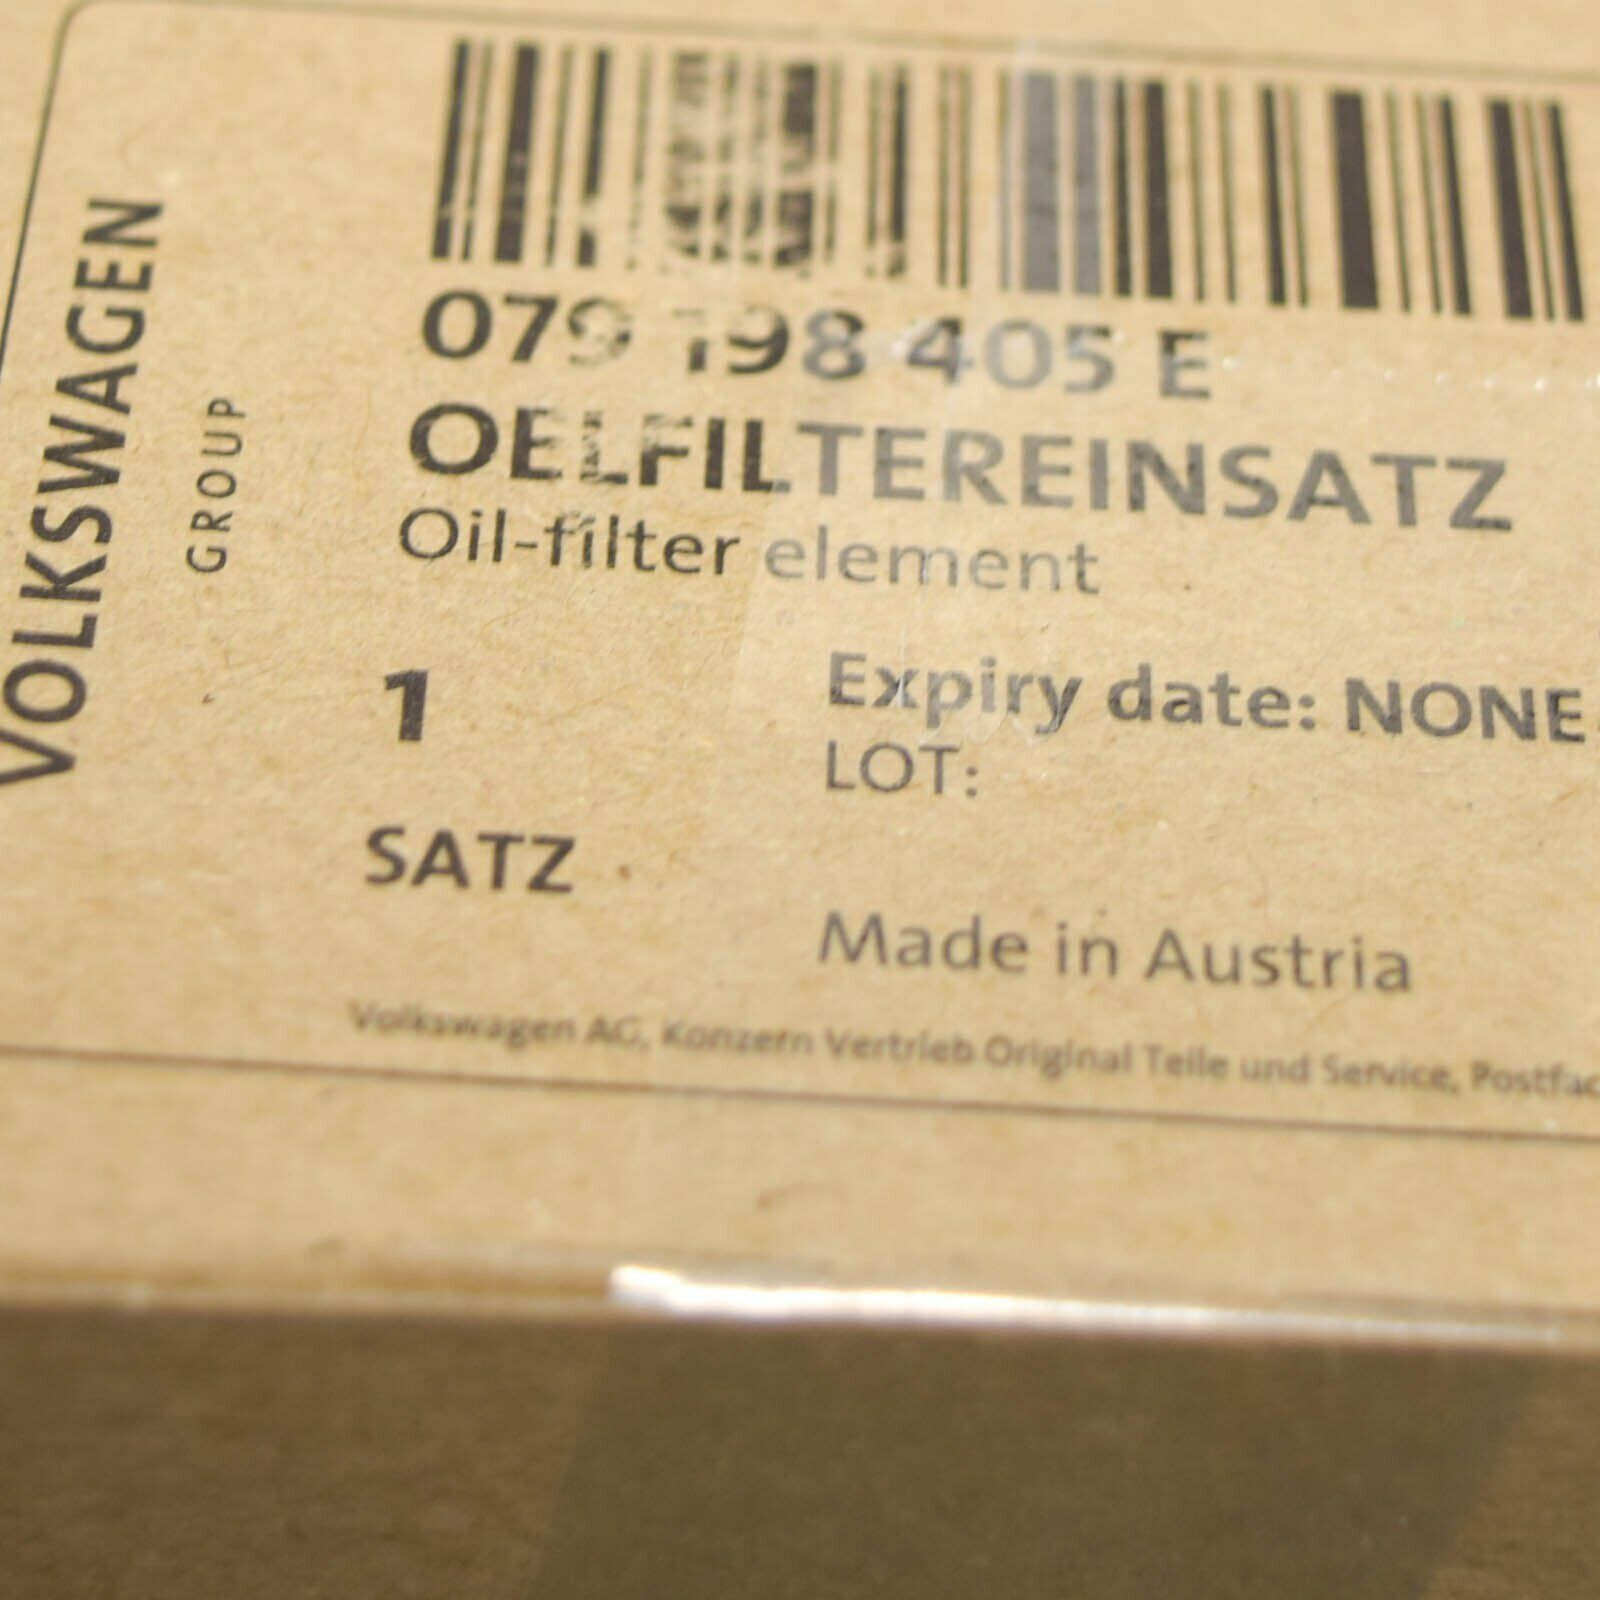 VOLKSWAGEN
GROUP
079 198 405 E
OELFILTEREINSATZ
Oil-filter element
1
Expiry date: NONE
LOT:
SATZ
Made in Austria
Volkswagen AG, Konzern Vertrieb Original Teile und Service, Postfac